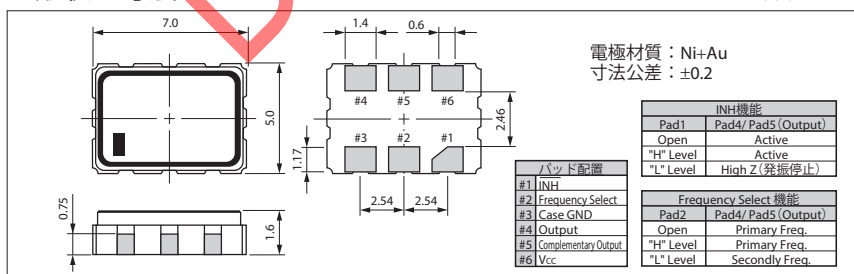 7.0
5.0
0.75
1.6
1.4
0.6
#4
#5
#6
#3
#2
#1
2.46
1.17
2.54
2.54
電極材質：Ni+Au
寸法公差：±0.2
パッド配置
#1 INH
#2 Frequency Select
#3 Case GND
#4 Output
#5 Complementary Output
#6 Vcc
INH機能
Pad1 Pad4/ Pad5(Output)
Open Active
"H" Level Active
"L" Level High Z(発振停止)
Frequency Select 機能
Pad2 Pad4/ Pad5(Output)
Open Primary Freq.
"H" Level Primary Freq.
"L" Level Secondly Freq.